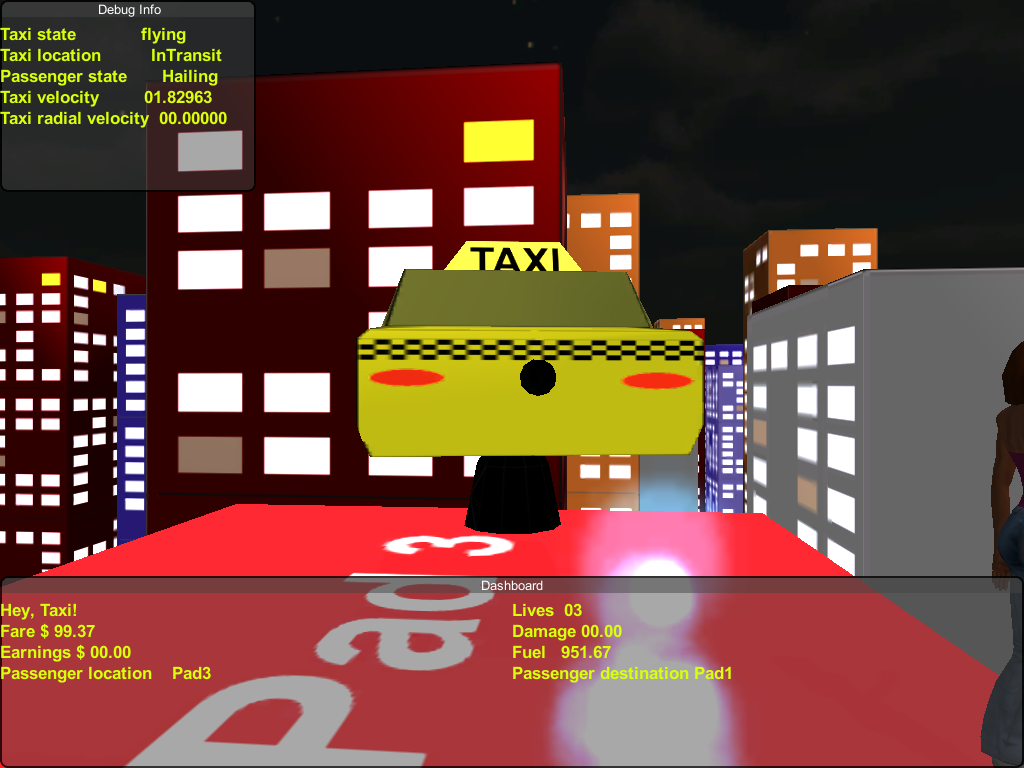 Debug Info
Taxi state flying
Taxi location InTransit
Passenger state Hailing
Taxi velocity 01.82963
Taxi radial velocity 00.00000
TAXI
Pad 3
Dashboard
Hey, Taxi!
Fare $ 99.37
Earnings $ 00.00
Passenger location Pad3
Lives 03
Damage 00.00
Fuel 951.67
Passenger destination Pad1